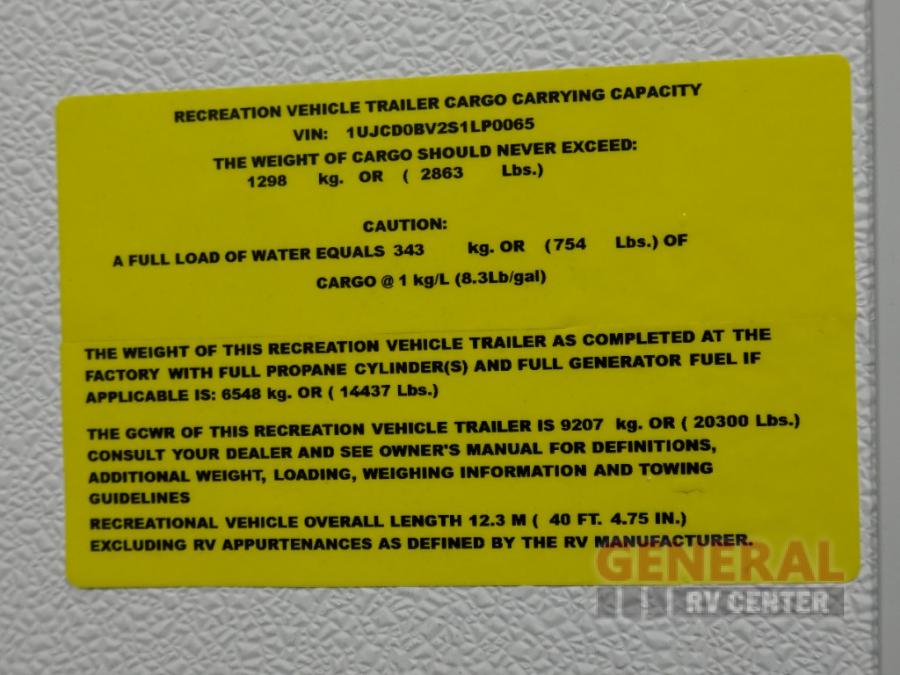 RECREATION VEHICLE TRAILER CARGO CARRYING CAPACITY
VIN: 1UJCD0BV2S1LP0065
THE WEIGHT OF CARGO SHOULD NEVER EXCEED:
1298 kg. OR ( 2863 Lbs.)
CAUTION:
A FULL LOAD OF WATER EQUALS 343 kg. OR (754 Lbs.) OF
CARGO @ 1 kg/L (8.3Lb/gal)
THE WEIGHT OF THIS RECREATION VEHICLE TRAILER AS COMPLETED AT THE
FACTORY WITH FULL PROPANE CYLINDER(S) AND FULL GENERATOR FUEL IF
APPLICABLE IS: 6548 kg. OR ( 14437 Lbs.)
THE GCWR OF THIS RECREATION VEHICLE TRAILER IS 9207 kg. OR ( 20300 Lbs.)
CONSULT YOUR DEALER AND SEE OWNER'S MANUAL FOR DEFINITIONS,
ADDITIONAL WEIGHT, LOADING, WEIGHING INFORMATION AND TOWING
GUIDELINES
RECREATIONAL VEHICLE OVERALL LENGTH 12.3 M ( 40 FT. 4.75 IN.)
EXCLUDING RV APPURTENANCES AS DEFINED BY THE RV MANUFACTURER.
GENERAL
RV CENTER